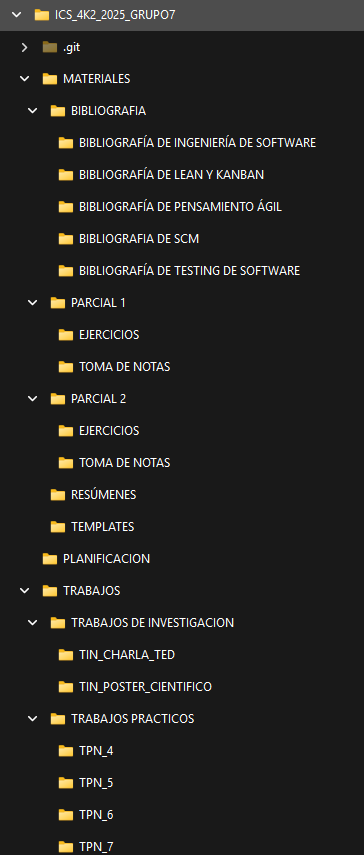 ICS_4K2_2025_GRUPO7
.git
MATERIALES
BIBLIOGRAFIA
BIBLIOGRAFÍA DE INGENIERÍA DE SOFTWARE
BIBLIOGRAFÍA DE LEAN Y KANBAN
BIBLIOGRAFÍA DE PENSAMIENTO ÁGIL
BIBLIOGRAFIA DE SCM
BIBLIOGRAFÍA DE TESTING DE SOFTWARE
PARCIAL 1
EJERCICIOS
TOMA DE NOTAS
PARCIAL 2
EJERCICIOS
TOMA DE NOTAS
RESÚMENES
TEMPLATES
PLANIFICACION
TRABAJOS
TRABAJOS DE INVESTIGACION
TIN_CHARLA_TED
TIN_POSTER_CIENTIFICO
TRABAJOS PRACTICOS
TPN_4
TPN_5
TPN_6
TPN_7